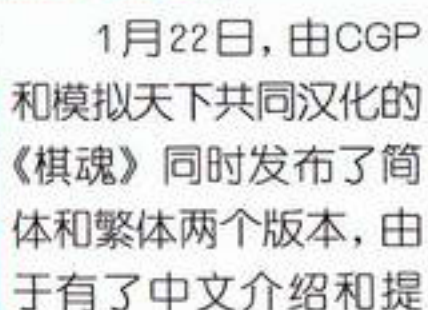 1月22日，由CGP
和模拟天下共同汉化的
《棋魂》同时发布了简
体和繁体两个版本，由
于有了中文介绍和提